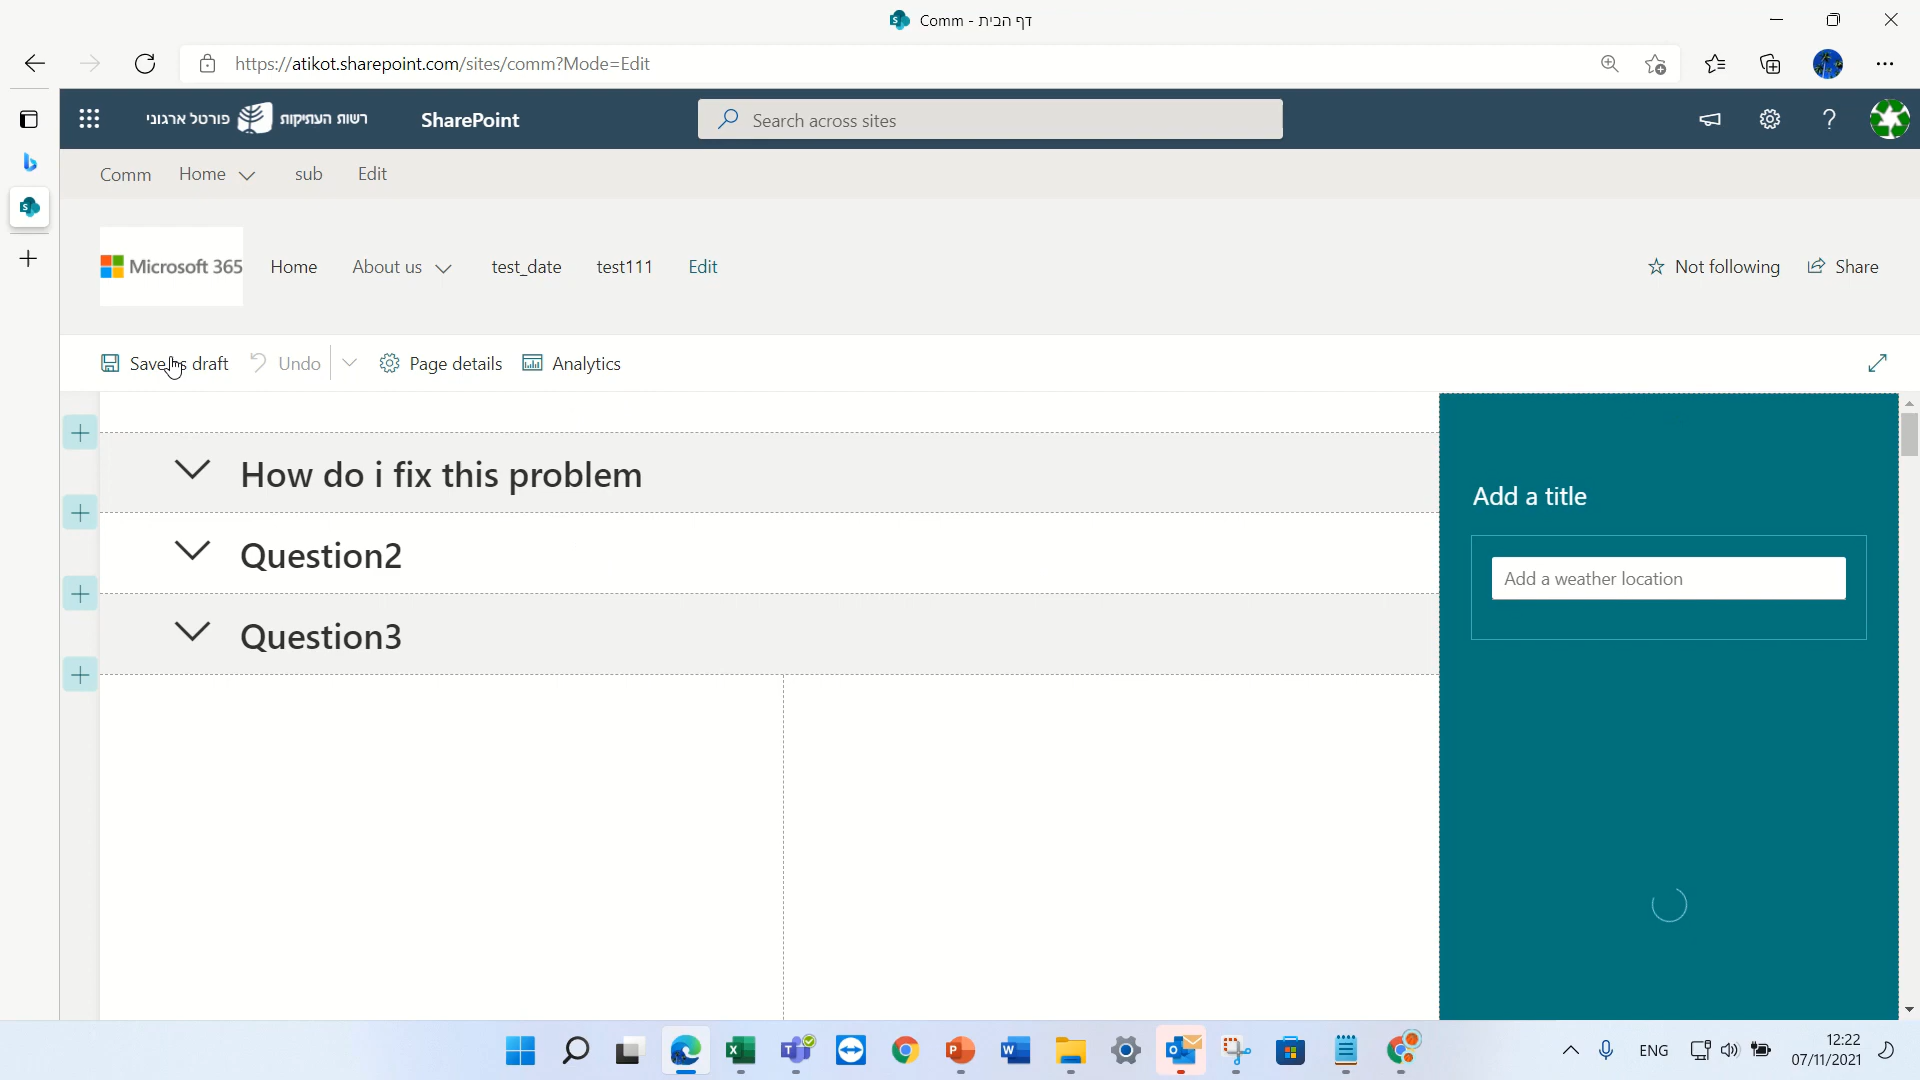 Comm - דף הבית
https://atikot.sharepoint.com/sites/comm?Mode=Edit
רשות העתיקות פורטל ארגוני
SharePoint
Search across sites
Comm Home sub Edit
Microsoft 365
Home About us test_date test111 Edit
Not following Share
Save as draft Undo Page details Analytics
How do i fix this problem
Question2
Question3
Add a title
Add a weather location
ENG
12:22
07/11/2021